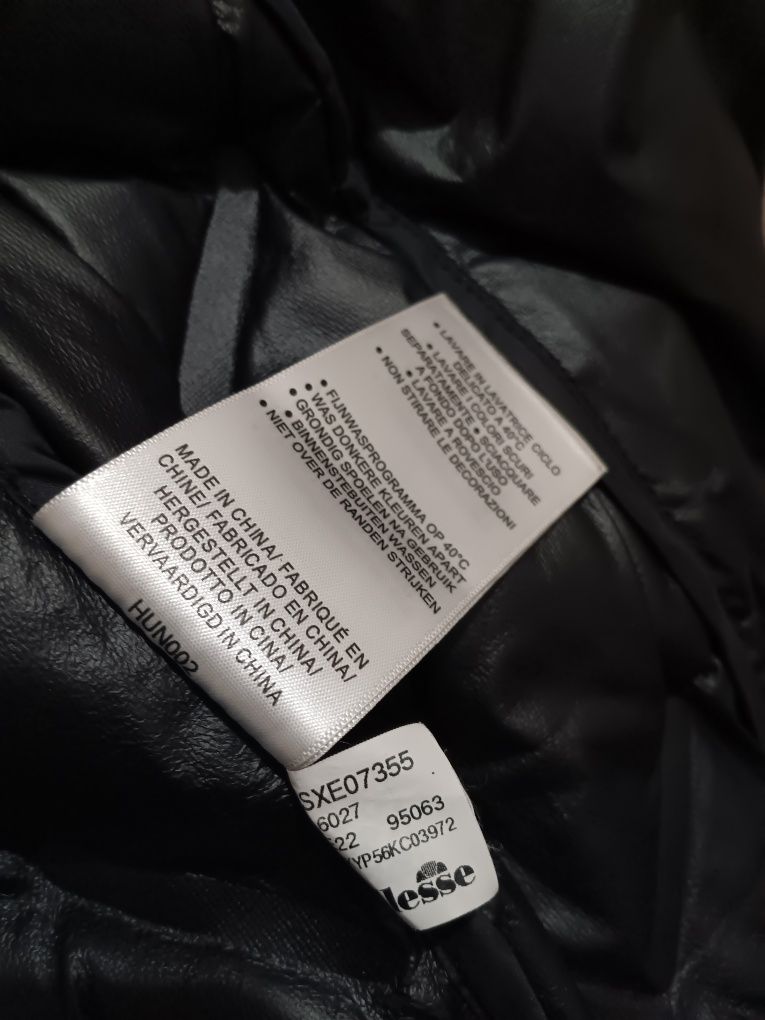 • LAVARE IN LAVATRICE CICLO
DELICATO A 40°C
• LAVARE I COLORI SCURI
SEPARATAMENTE • SCIACQUARE
A FONDO DOPO L'USO
• LAVARE A ROVESCIO
• NON STIRARE LE DECORAZIONI
• FIJNWASPROGRAMMA OP 40°C
• WAS DONKERE KLEUREN APART
• GRONDIG SPOELEN NA GEBRUIK
• BINNENSTEBUITEN WASSEN
• NIET OVER DE RANDEN STRIJKEN
MADE IN CHINA/ FABRIQUÉ EN
CHINE/ FABRICADO EN CHINA/
HERGESTELLT IN CHINA/
PRODOTTO IN CINA/
VERVAARDIGD IN CHINA
HUN002
SXE07355
6027
22 95063
YP56KC03972
lesse